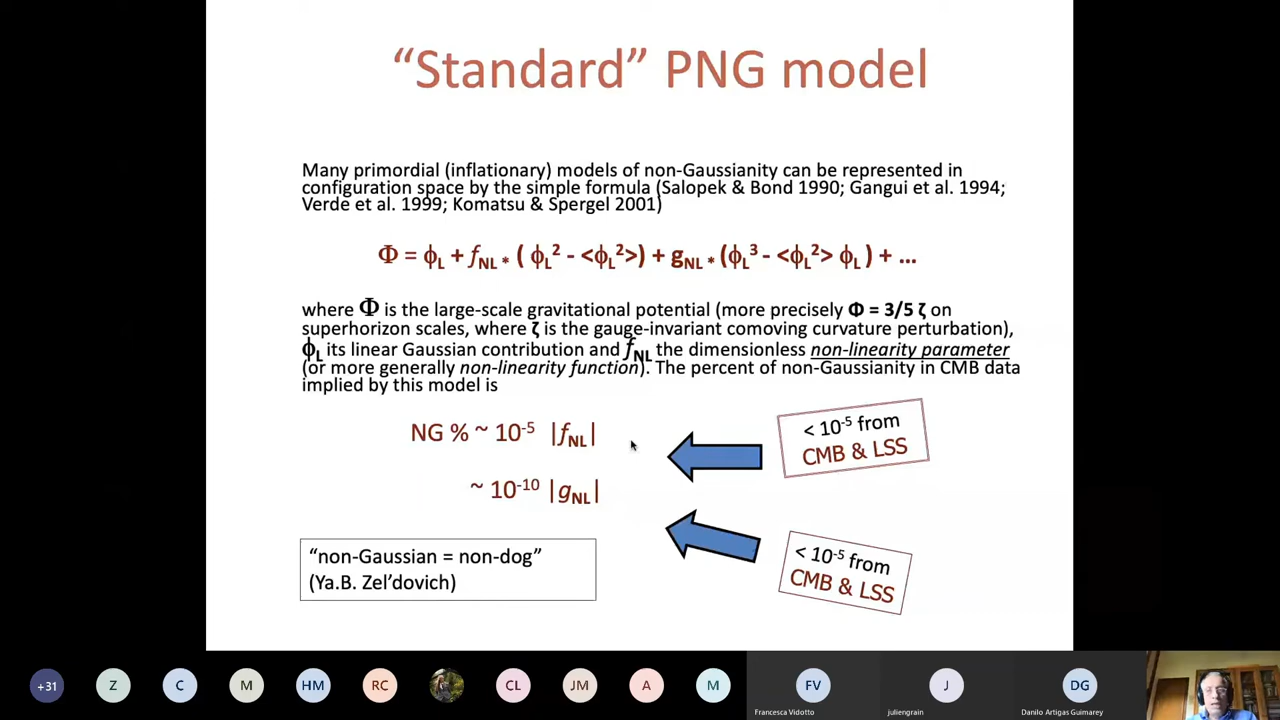 “Standard” PNG model
Many primordial (inflationary) models of non-Gaussianity can be represented in
configuration space by the simple formula (Salopek & Bond 1990; Gangui et al. 1994;
Verde et al. 1999; Komatsu & Spergel 2001)
Φ = ϕL + fNL * ( ϕL² - <ϕL²>) + gNL * (ϕL³ - <ϕL²> ϕL ) + …
where Φ is the large-scale gravitational potential (more precisely Φ = 3/5 ζ on
superhorizon scales, where ζ is the gauge-invariant comoving curvature perturbation),
ϕL its linear Gaussian contribution and fNL the dimensionless non-linearity parameter
(or more generally non-linearity function). The percent of non-Gaussianity in CMB data
implied by this model is
NG % ~ 10⁻⁵ |fNL|
< 10⁻⁵ from
CMB & LSS
~ 10⁻¹⁰ |gNL|
< 10⁻⁵ from
CMB & LSS
“non-Gaussian = non-dog”
(Ya.B. Zel’dovich)
+31
Z
C
M
HM
RC
CL
JM
A
M
FV
Francesca Vidotto
J
juliengrain
DG
Danilo Artigas Guimarey